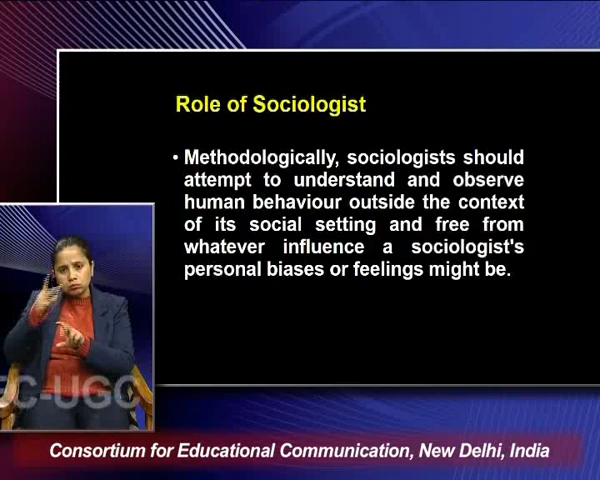 Role of Sociologist
• Methodologically, sociologists should
attempt to understand and observe
human behaviour outside the context
of its social setting and free from
whatever influence a sociologist's
personal biases or feelings might be.
EC-UGC
Consortium for Educational Communication, New Delhi, India